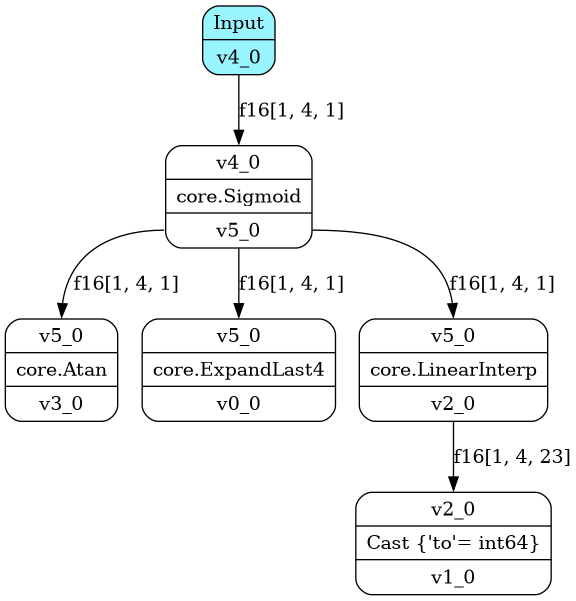 Input
v4_0
f16[1, 4, 1]
v4_0
core.Sigmoid
v5_0
f16[1, 4, 1]
f16[1, 4, 1]
f16[1, 4, 1]
v5_0
core.Atan
v3_0
v5_0
core.ExpandLast4
v0_0
v5_0
core.LinearInterp
v2_0
f16[1, 4, 23]
v2_0
Cast {'to'= int64}
v1_0